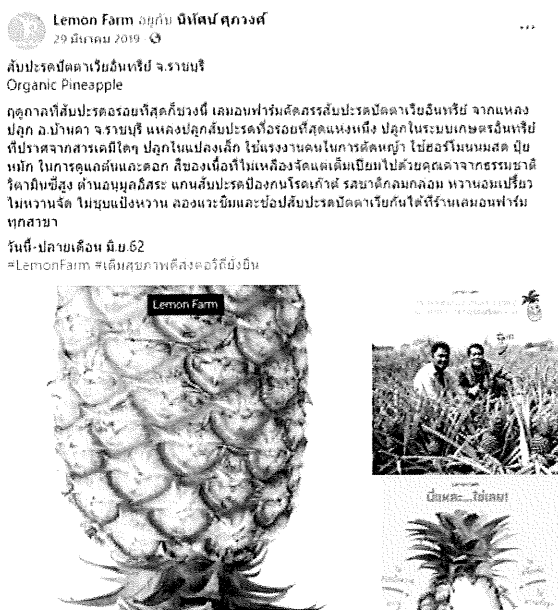 Lemon Farm อยู่กับ นิทัศน์ ศุภวงศ์
29 มีนาคม 2019
สับปะรดปัตตาเวียอินทรีย์ จ.ราชบุรี
Organic Pineapple
ฤดูกาลที่สับปะรดอร่อยที่สุดก็ช่วงนี้ เลมอนฟาร์มคัดสรรสับปะรดปัตตาเวียอินทรีย์ จากแหล่ง
ปลูก อ.บ้านคา จ.ราชบุรี แหล่งปลูกสับปะรดที่อร่อยที่สุดแห่งหนึ่ง ปลูกในระบบเกษตรอินทรีย์
ที่ปราศจากสารเคมีใดๆ ปลูกในแปลงเล็ก ใช้แรงงานคนในการตัดหญ้า ใช้ฮอร์โมนนมสด ปุ๋ย
หมัก ในการดูแลต้นและดอก สีของเนื้อที่ไม่เหลืองจัดแต่เต็มเปี่ยมไปด้วยคุณค่าจากธรรมชาติ
วิตามินซีสูง ต้านอนุมูลอิสระ แกนสับปะรดป้องกันโรคเก๊าต์ รสชาติกลมกล่อม หวานอมเปรี้ยว
ไม่หวานจัด ไม่ชุบแป้งหวาน ลองแวะชิมและช้อปสับปะรดปัตตาเวียกันได้ที่ร้านเลมอนฟาร์ม
ทุกสาขา
วันนี้-ปลายเดือน มิ.ย.62
#LemonFarm #เติมสุขภาพดีส่งต่อวิถียั่งยืน
Lemon Farm
นี่แหละ...ใช่เลย!